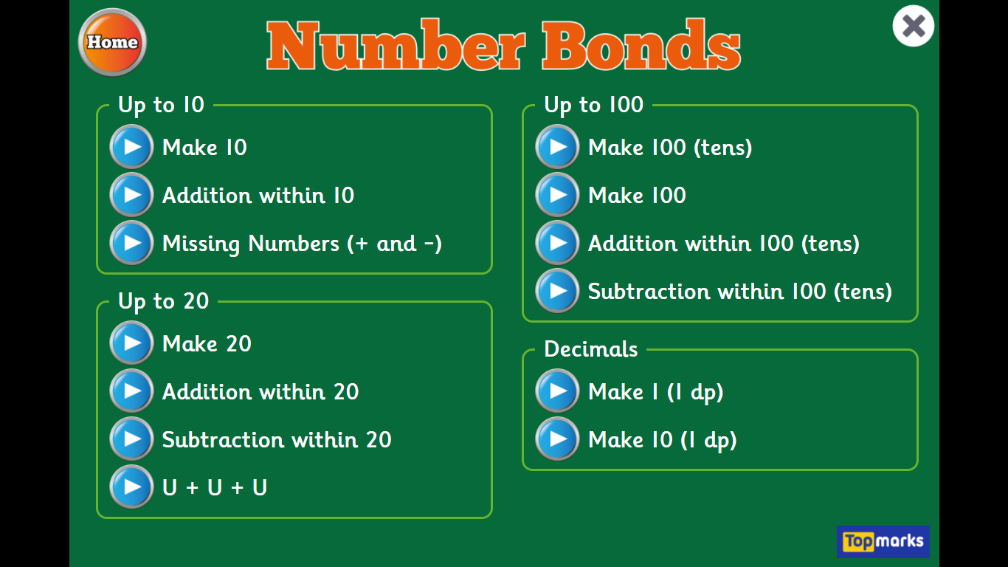 Home
Number Bonds
Up to 10
Make 10
Addition within 10
Missing Numbers (+ and -)
Up to 20
Make 20
Addition within 20
Subtraction within 20
U + U + U
Up to 100
Make 100 (tens)
Make 100
Addition within 100 (tens)
Subtraction within 100 (tens)
Decimals
Make 1 (1 dp)
Make 10 (1 dp)
Topmarks